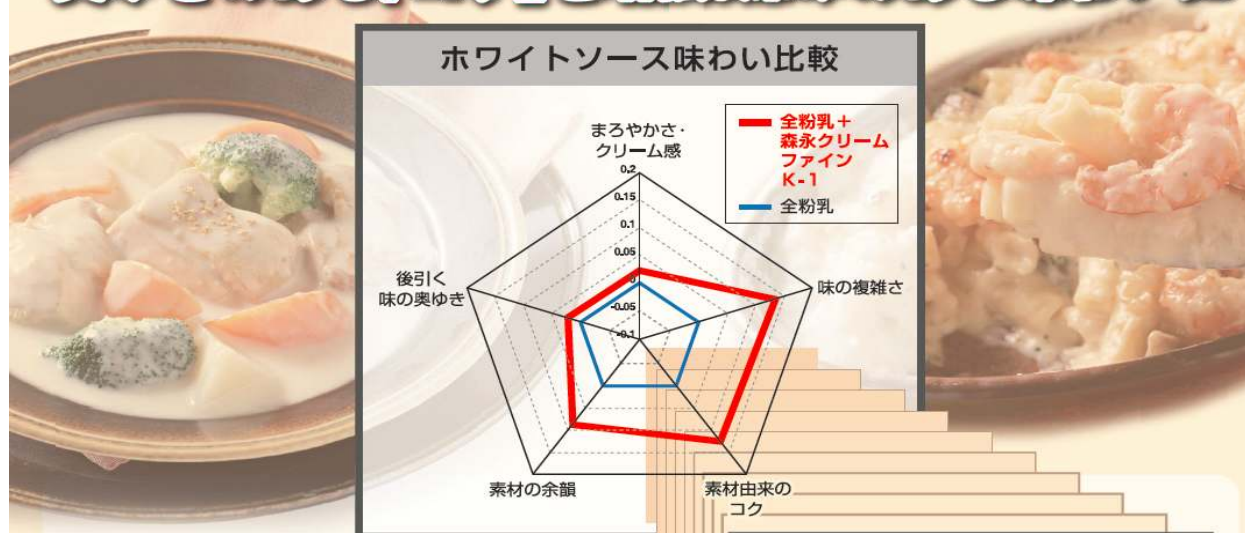 ホワイトソース味わい比較
まろやかさ・
クリーム感
全粉乳＋
森永クリーム
ファイン
K-1
全粉乳
0.2
0.15
0.1
0.05
0
-0.05
-0.1
味の複雑さ
後引く
味の奥ゆき
素材の余韻
素材由来の
コク